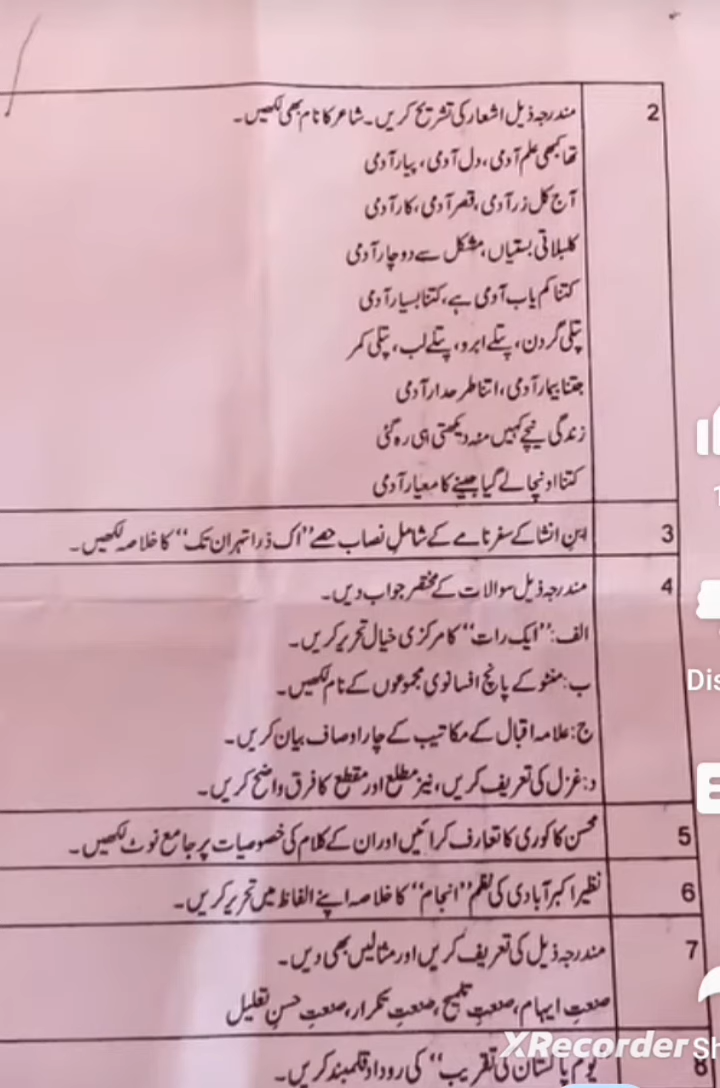 2
مندرجہ ذیل اشعار کی تشریح کریں۔ شاعر کا نام بھی لکھیں۔
تھا کبھی علم آدمی، دل آدمی، پیار آدمی
آج کل زر آدمی، قصر آدمی، کار آدمی
کلبلاتی بستیاں، مشکل سے دو چار آدمی
کتنا کم یاب آدمی ہے، کتنا بسیار آدمی
پتلی گردن، پتلے ابرو، پتلے لب، پتلی کمر
جتنا بیمار آدمی، اتنا طرحدار آدمی
زندگی نیچے کہیں منہ دیکھتی ہی رہ گئی
کتنا اونچا لے گیا جینے کا معیار آدمی
3
ابنِ انشا کے سفر نامے کے شاملِ نصاب حصے "اک ذرا تہران تک" کا خلاصہ لکھیں۔
4
مندرجہ ذیل سوالات کے مختصر جواب دیں۔
الف: "ایک رات" کا مرکزی خیال تحریر کریں۔
ب: منٹو کے پانچ افسانوی مجموعوں کے نام لکھیں۔
ج: علامہ اقبال کے مکاتیب کے چار اوصاف بیان کریں۔
د: غزل کی تعریف کریں، نیز مطلع اور مقطع کا فرق واضح کریں۔
5
محسن کاکوری کا تعارف کرائیں اور ان کے کلام کی خصوصیات پر جامع نوٹ لکھیں۔
6
نظیر اکبر آبادی کی نظم "انجام" کا خلاصہ اپنے الفاظ میں تحریر کریں۔
7
مندرجہ ذیل کی تعریف کریں اور مثالیں بھی دیں۔
صنعتِ ایہام، صنعتِ تلمیح، صنعتِ تکرار، صنعتِ حسنِ تعلیل
8
یومِ پاکستان کی تقریب" کی روداد قلمبند کریں۔
XRecorder
Dis
Sh